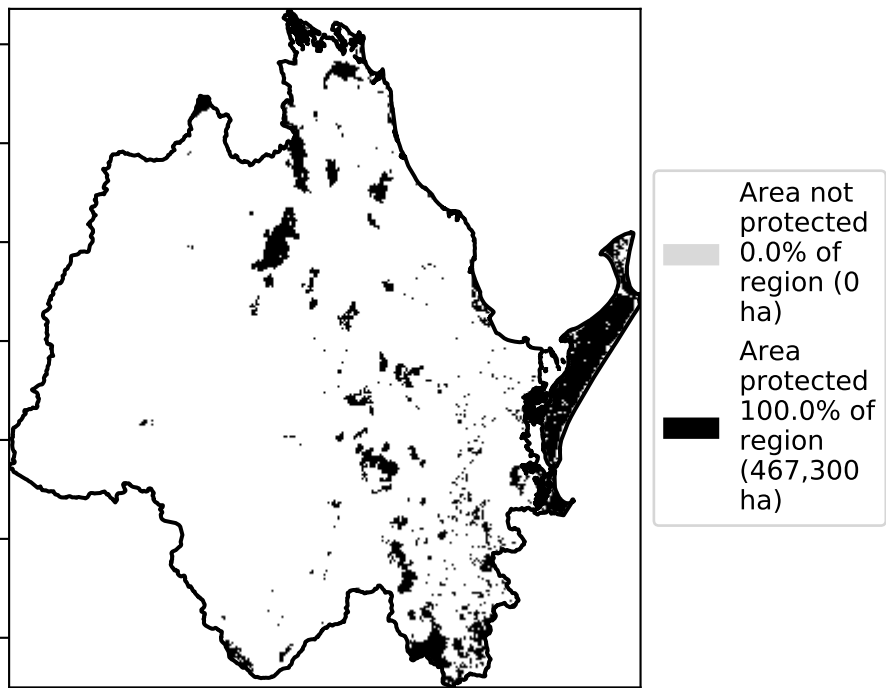 Area not
protected
0.0% of
region (0
ha)
Area
protected
100.0% of
region
(467,300
ha)